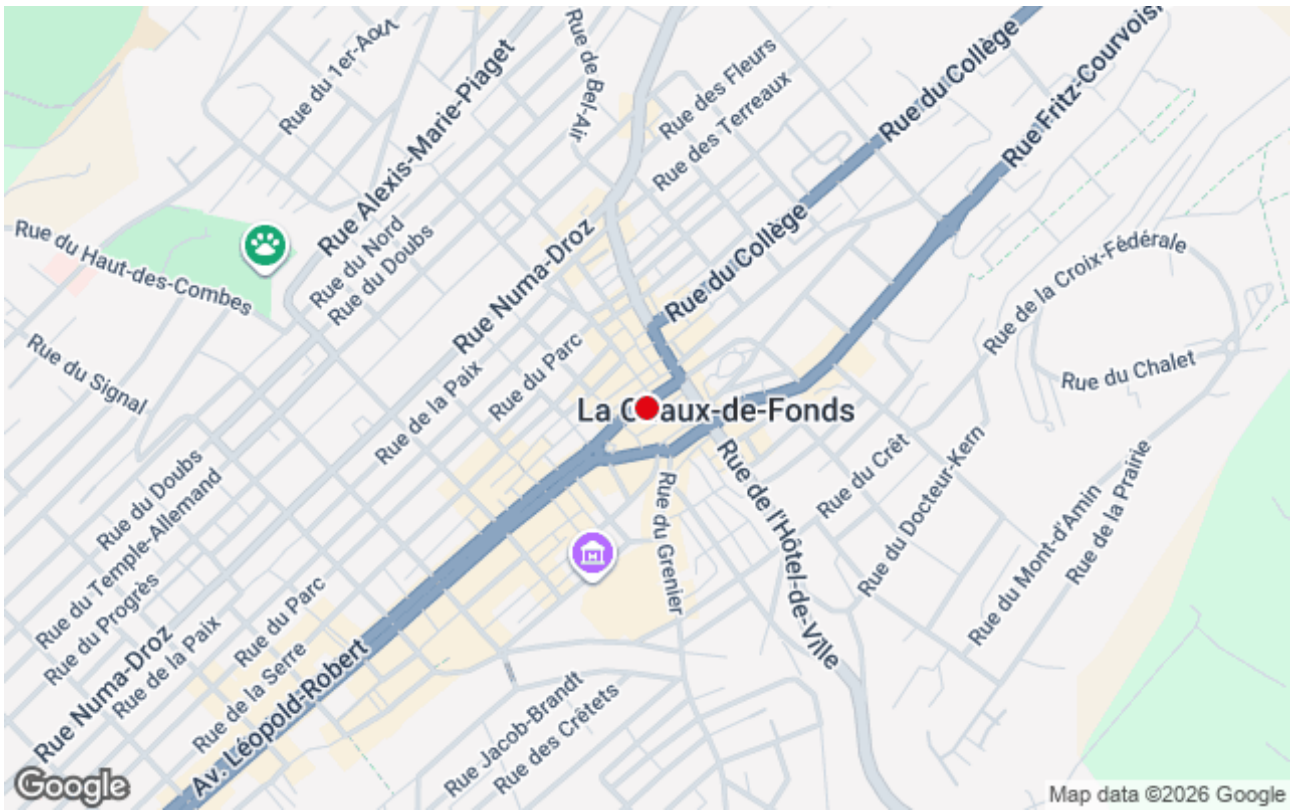 Rue du 1er-Août
Rue Alexis-Marie-Piaget
Rue de Bel-Air
Rue des Fleurs
Rue des Terreaux
Rue du Collège
Rue Fritz-Courvois
Rue du Haut-des-Combes
Rue du Nord
Rue du Doubs
Rue Numa-Droz
Rue du Collège
Rue de la Croix-Fédérale
Rue du Signal
Rue de la Paix
Rue du Parc
Rue du Chalet
La Chaux-de-Fonds
Rue du Doubs
Rue du Temple-Allemand
Rue du Progrès
Rue Numa-Droz
Rue de la Paix
Rue du Parc
Rue de la Serre
Av. Léopold-Robert
Rue du Grenier
Rue de l'Hôtel-de-Ville
Rue du Crêt
Rue du Docteur-Kern
Rue du Mont-d'Amin
Rue de la Prairie
Rue Jacob-Brandt
Rue des Crêtets
Google
Map data ©2026 Google